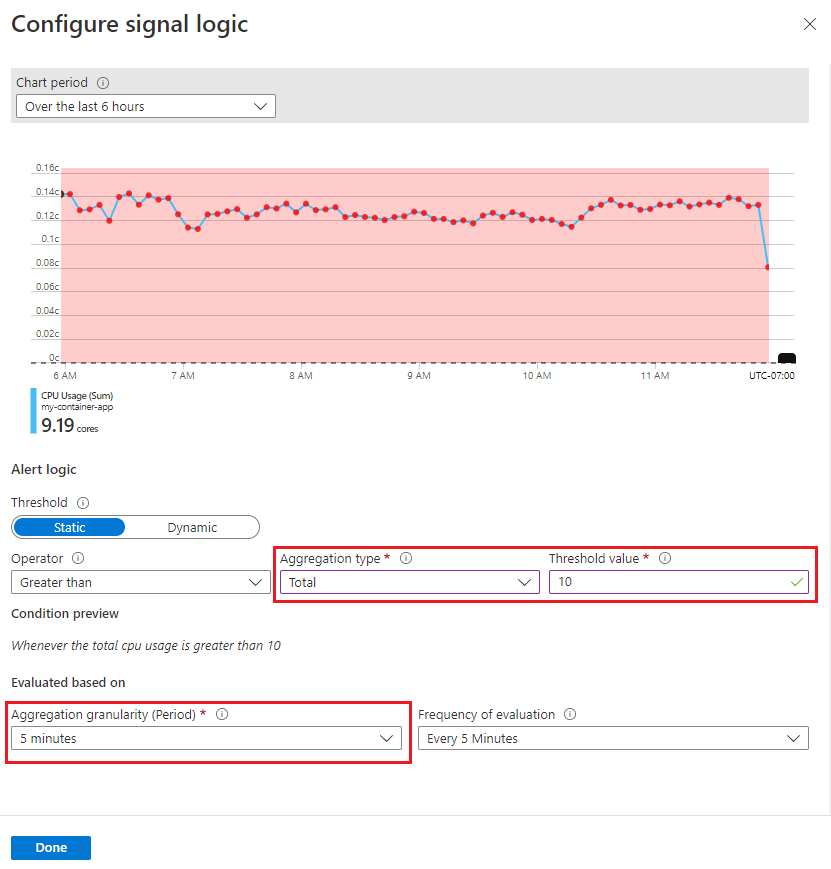 Configure signal logic
Chart period
Over the last 6 hours
0.16c
0.14c
0.12c
0.1c
0.08c
0.06c
0.04c
0.02c
0c
6 AM 7 AM 8 AM 9 AM 10 AM 11 AM UTC-07:00
CPU Usage (Sum)
my-container-app
9.19 cores
Alert logic
Threshold
Static Dynamic
Operator Aggregation type * Threshold value *
Greater than Total 10
Condition preview
Whenever the total cpu usage is greater than 10
Evaluated based on
Aggregation granularity (Period) * Frequency of evaluation
5 minutes Every 5 Minutes
Done